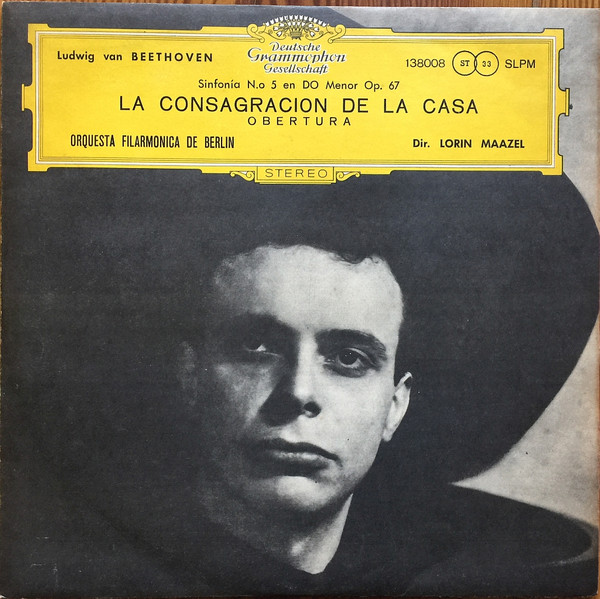 Deutsche
Grammophon
Gesellschaft
Ludwig van BEETHOVEN
138008 ST 33 SLPM
Sinfonía N.o 5 en DO Menor Op. 67
LA CONSAGRACION DE LA CASA
OBERTURA
ORQUESTA FILARMONICA DE BERLIN
Dir. LORIN MAAZEL
STEREO